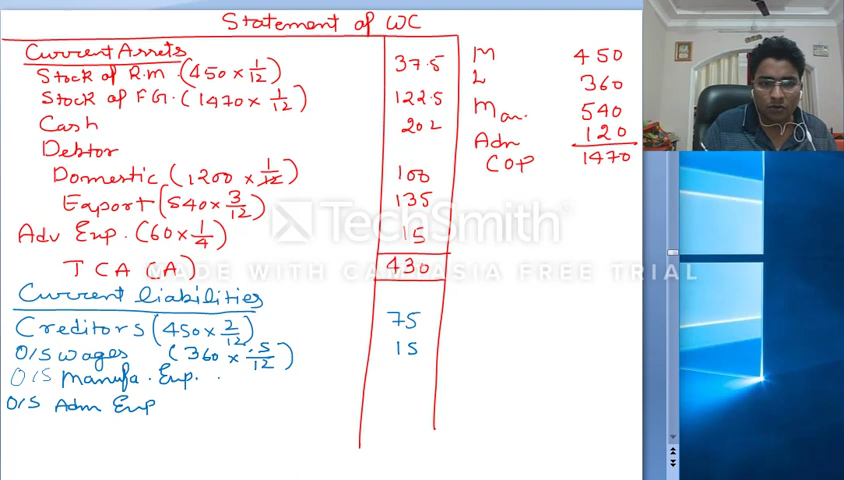 Statement of WC
Current Assets
Stock of R.M. (450 × 1/12) 37.5
Stock of FG. (1470 × 1/12) 122.5
Cash 202
Debtor
Domestic (1200 × 1/12) 100
Export (540 × 3/12) 135
Adv Exp. (60 × 1/4) 15
T C A (A) 430
Current liabilities
Creditors (450 × 2/12) 75
O/S wages (360 × .5/12) 15
O/S Manufa. Exp.
O/S Adm Exp
M 450
L 360
Man. 540
Adm 120
COP 1470
TechSmith
MADE WITH CAMTASIA FREE TRIAL